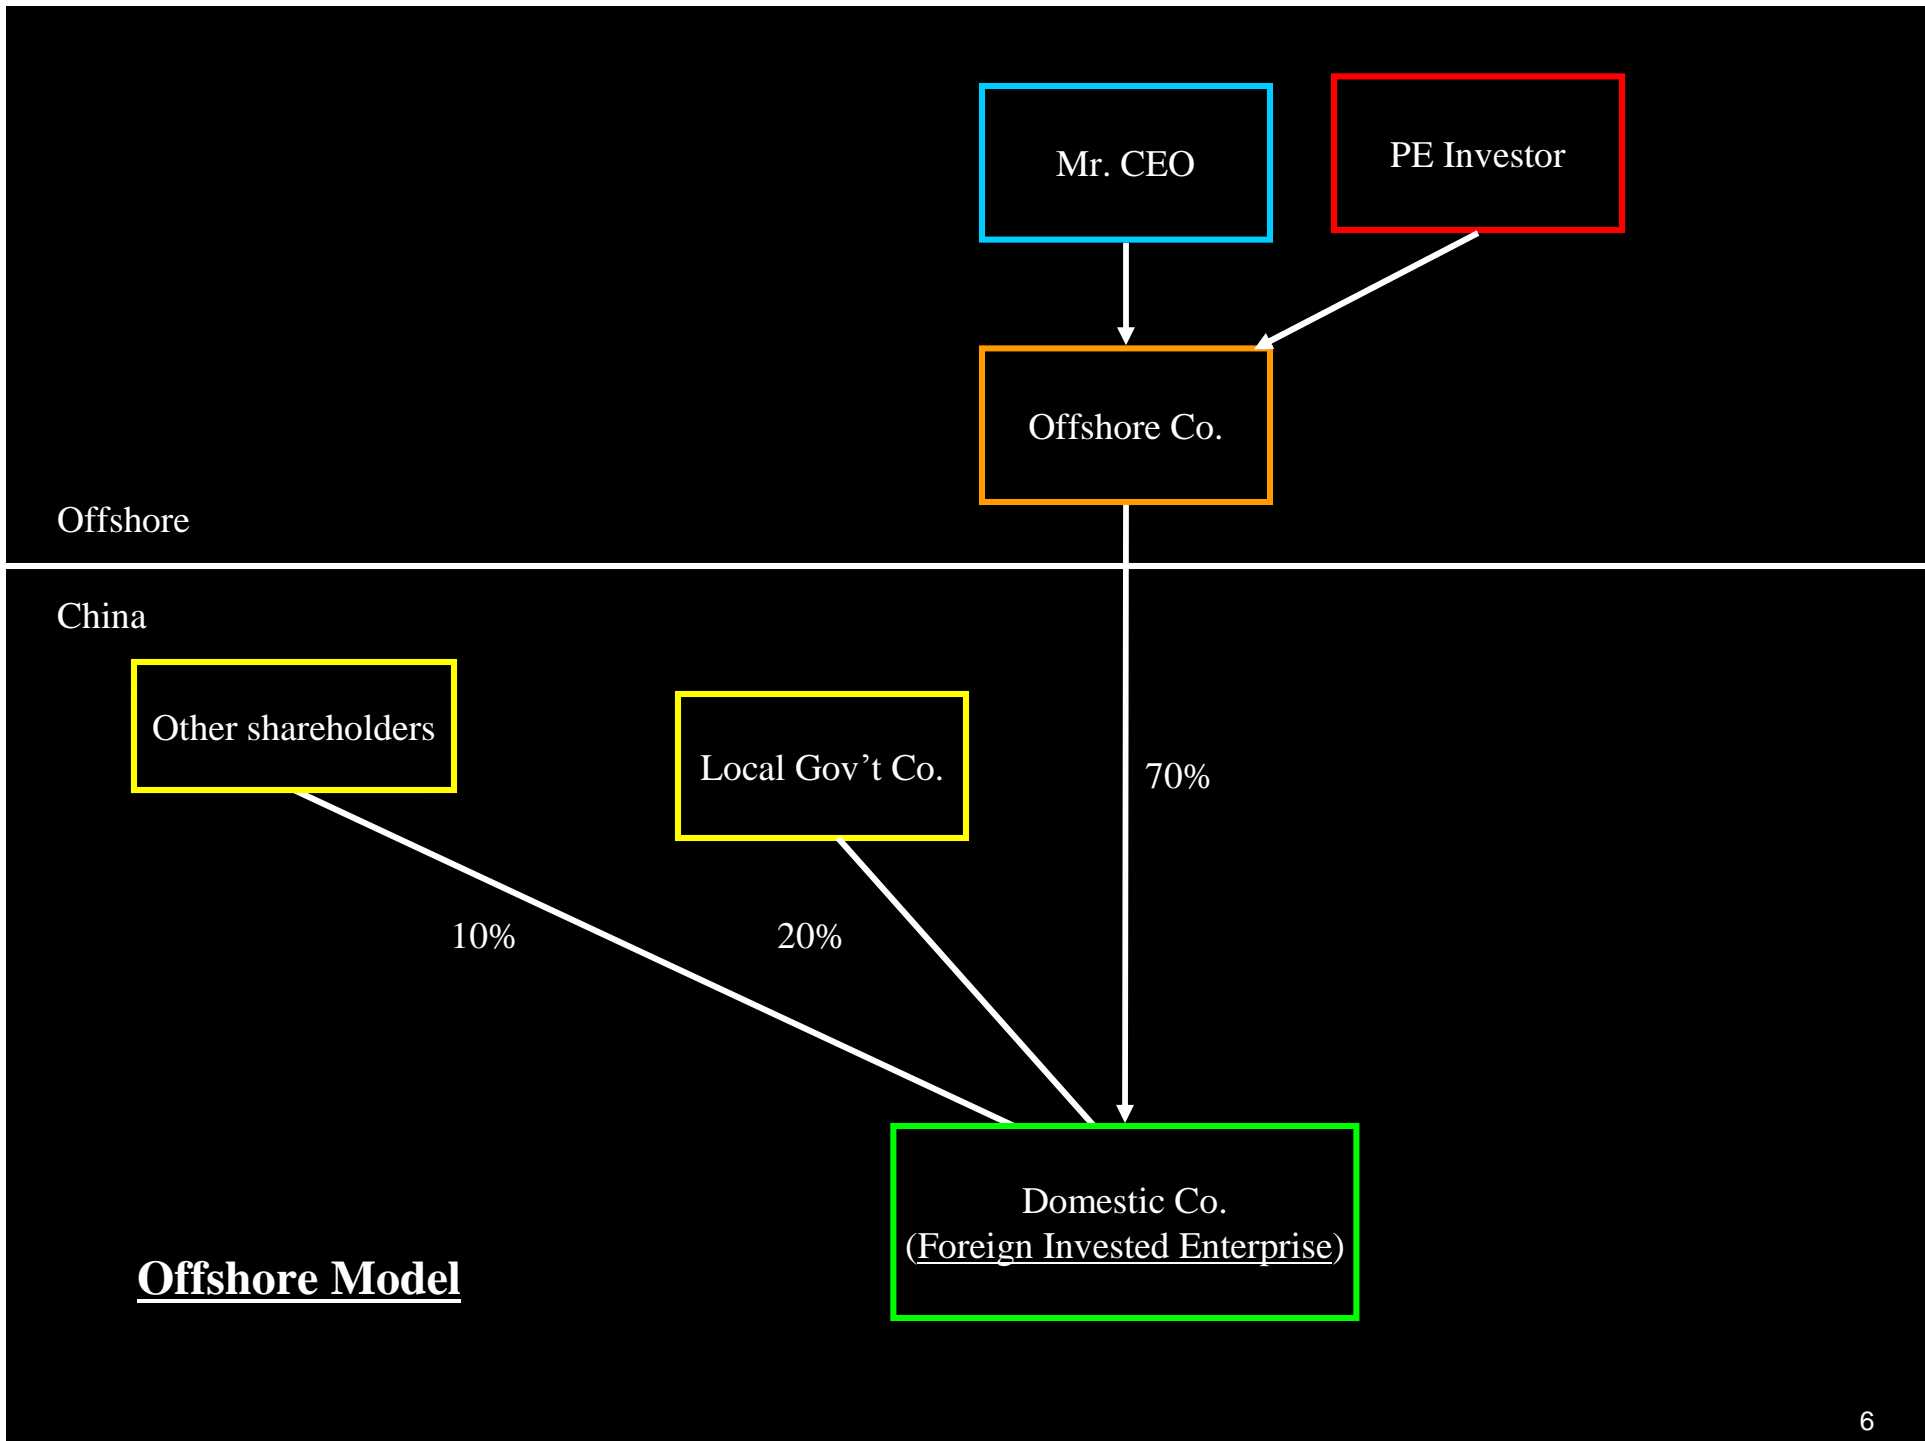 Mr. CEO
PE Investor
Offshore Co.
Offshore
China
Other shareholders
Local Gov’t Co.
70%
10%
20%
Domestic Co.
(Foreign Invested Enterprise)
Offshore Model
6